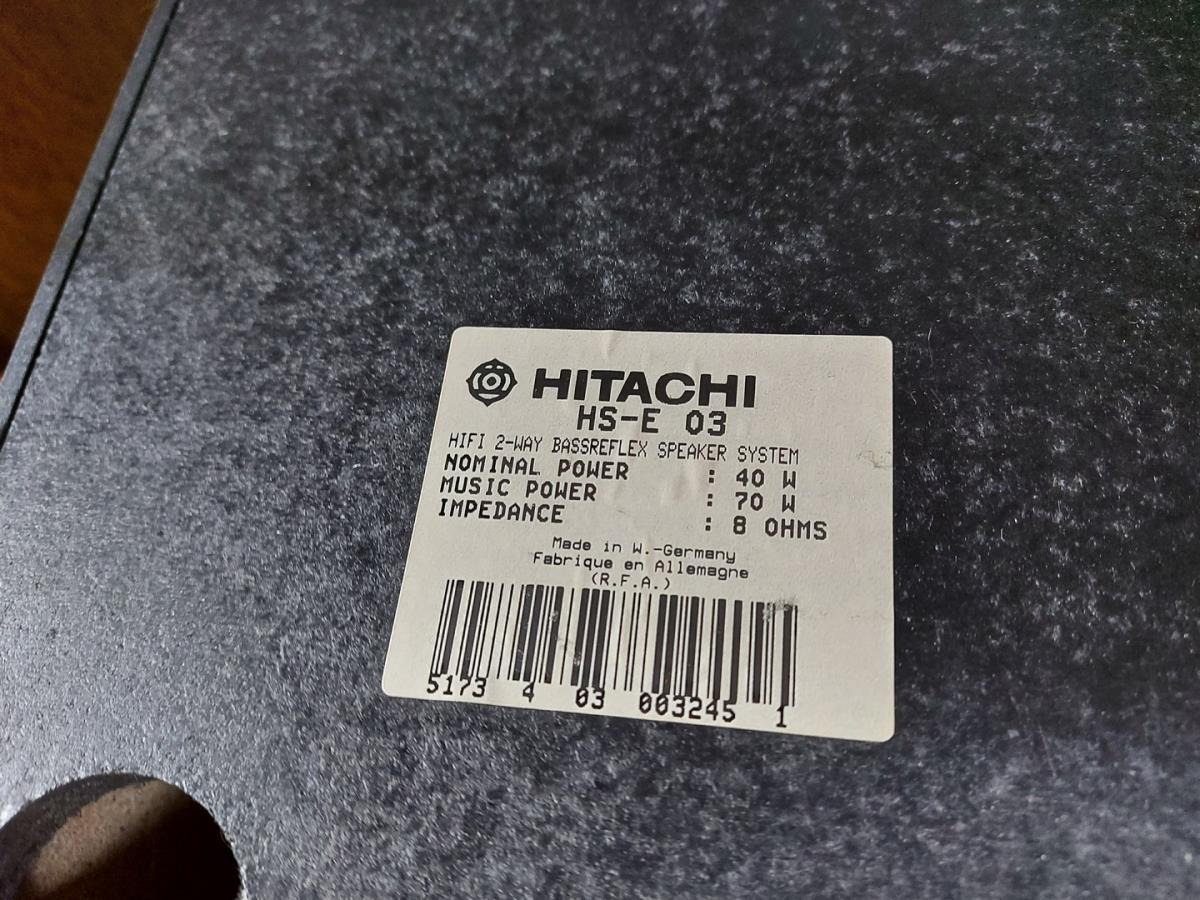 HITACHI
HS-E 03
HIFI 2-WAY BASSREFLEX SPEAKER SYSTEM
NOMINAL POWER : 40 W
MUSIC POWER : 70 W
IMPEDANCE : 8 OHMS
Made in W.-Germany
Fabrique en Allemagne
(R.F.A.)
5173 4 03 003245 1